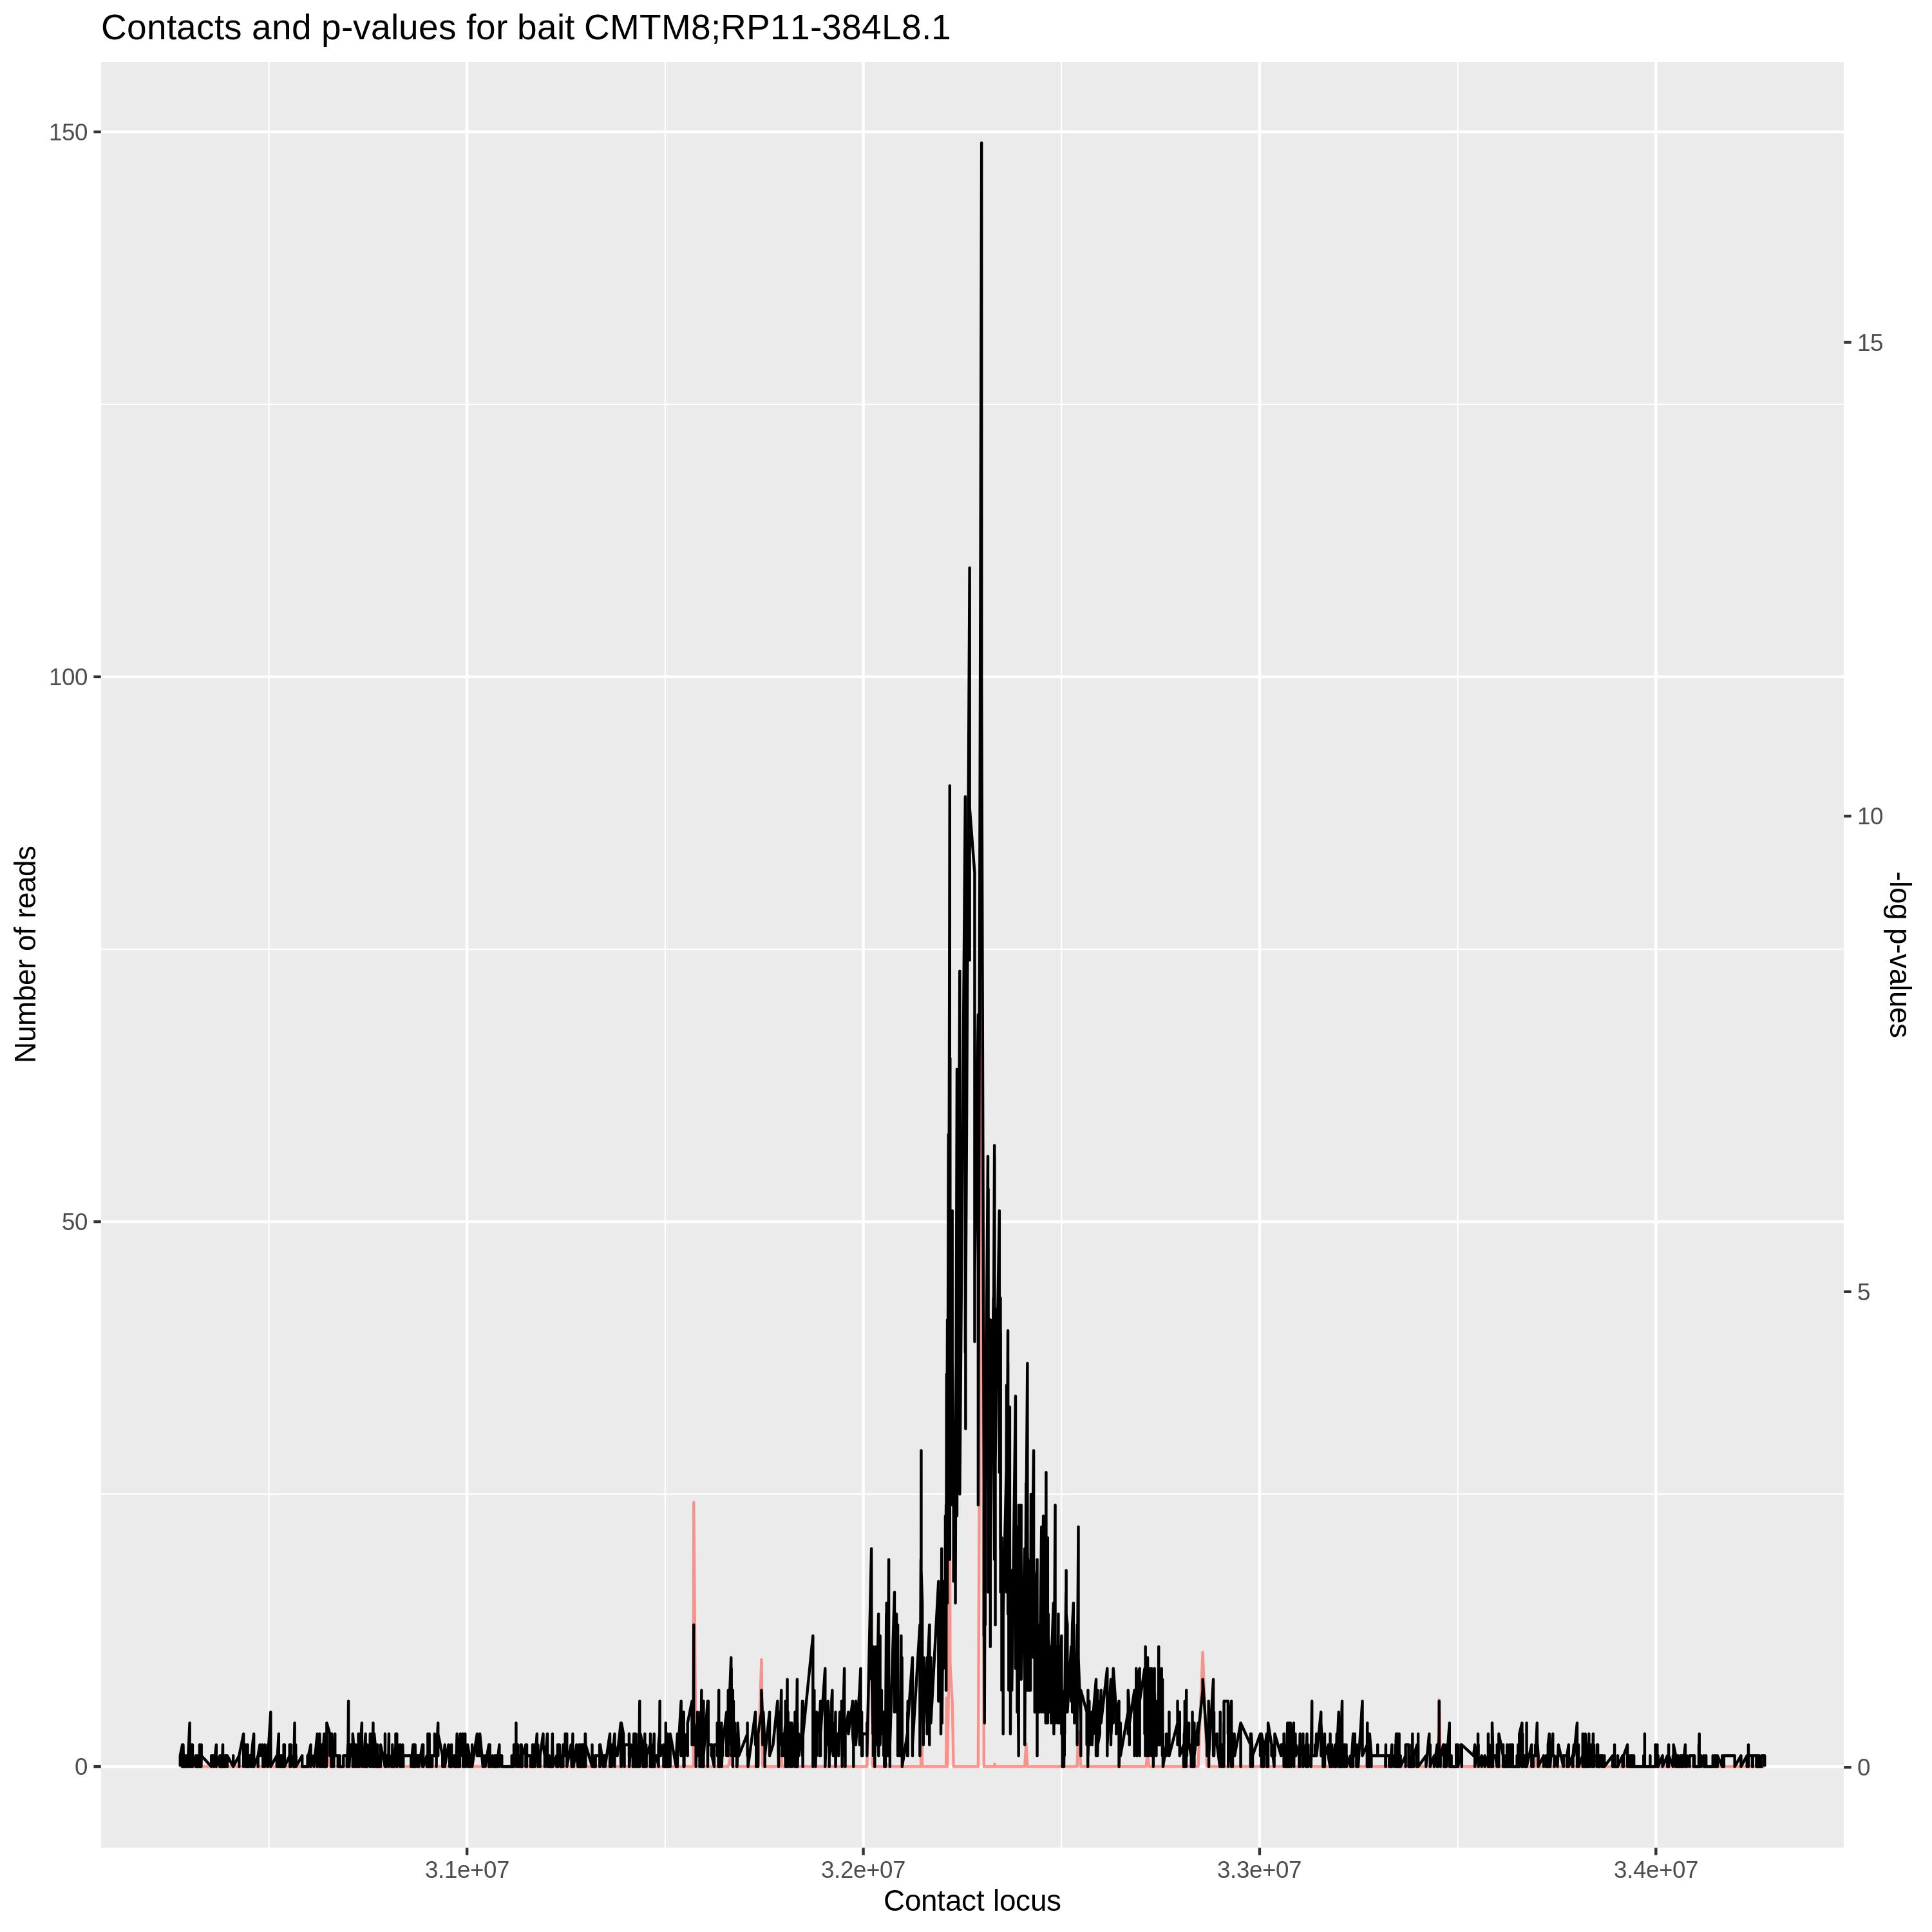 Contacts and p-values for bait CMTM8;RP11-384L8.1
150
100
50
0
Number of reads
15
10
5
0
-log p-values
3.1e+07 3.2e+07 3.3e+07 3.4e+07
Contact locus